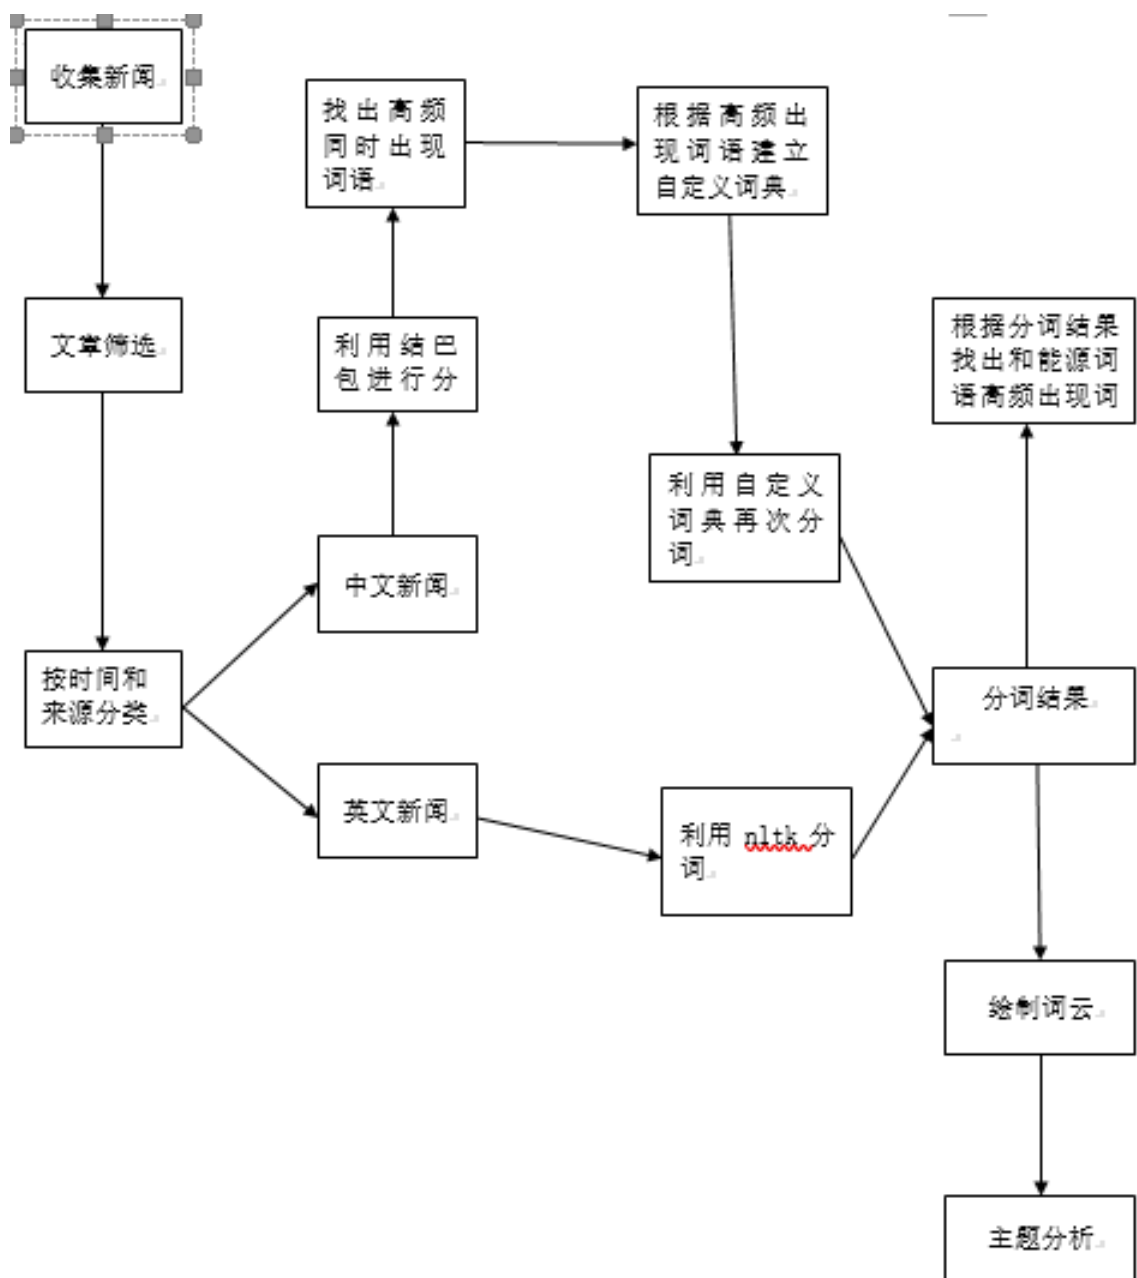 收集新闻
文章筛选
按时间和
来源分类
中文新闻
利用结巴
包进行分
找出高频
同时出现
词语
根据高频出
现词语建立
自定义词典
利用自定义
词典再次分
词
英文新闻
利用 nltk 分
词
分词结果
根据分词结果
找出和能源词
语高频出现词
绘制词云
主题分析